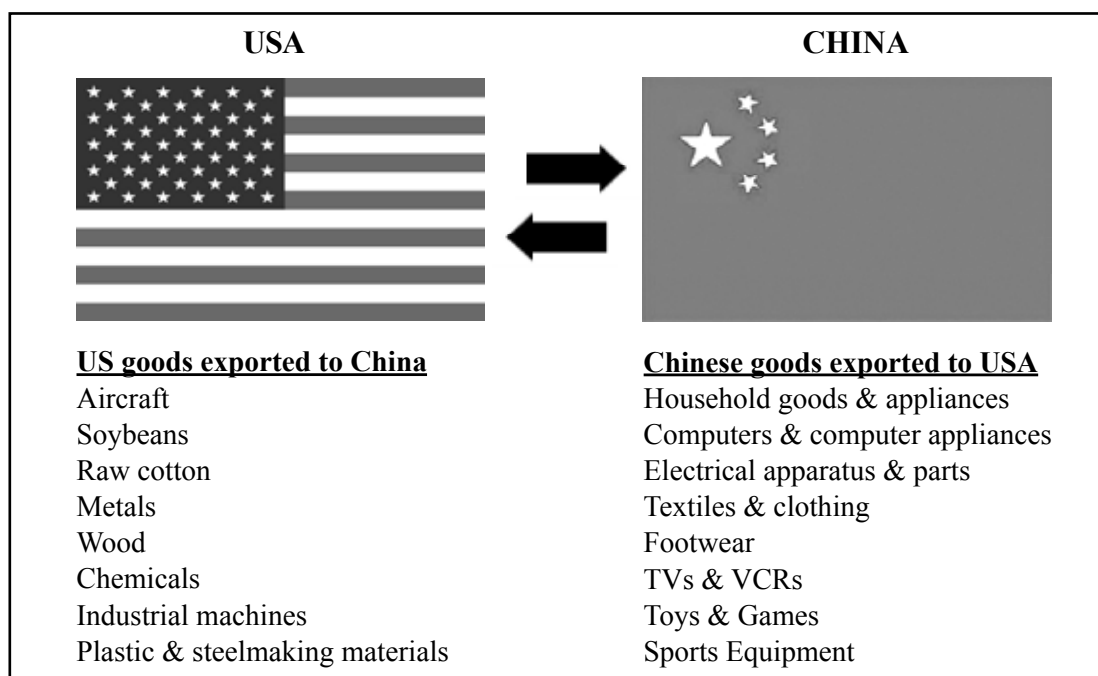 USA
CHINA
US goods exported to China
Aircraft
Soybeans
Raw cotton
Metals
Wood
Chemicals
Industrial machines
Plastic & steelmaking materials
Chinese goods exported to USA
Household goods & appliances
Computers & computer appliances
Electrical apparatus & parts
Textiles & clothing
Footwear
TVs & VCRs
Toys & Games
Sports Equipment